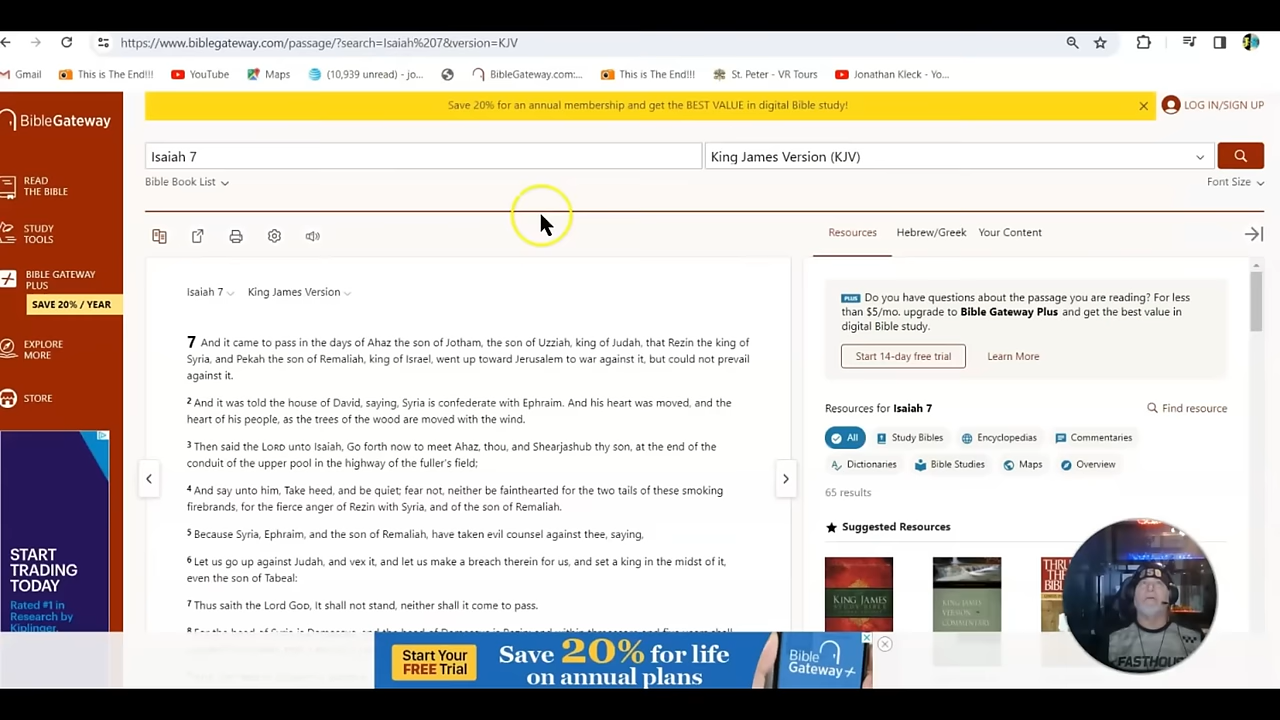 https://www.biblegateway.com/passage/?search=Isaiah%207&version=KJV
Gmail
This is The End!!!
YouTube
Maps
(10,939 unread) - jo...
BibleGateway.com:...
This is The End!!!
St. Peter - VR Tours
Jonathan Kleck - Yo...
Save 20% for an annual membership and get the BEST VALUE in digital Bible study!
LOG IN/SIGN UP
BibleGateway
Isaiah 7
King James Version (KJV)
Bible Book List
Font Size
READ
THE BIBLE
STUDY
TOOLS
BIBLE GATEWAY
PLUS
SAVE 20% / YEAR
EXPLORE
MORE
STORE
Resources
Hebrew/Greek
Your Content
Isaiah 7
King James Version
7 And it came to pass in the days of Ahaz the son of Jotham, the son of Uzziah, king of Judah, that Rezin the king of
Syria, and Pekah the son of Remaliah, king of Israel, went up toward Jerusalem to war against it, but could not prevail
against it.
2 And it was told the house of David, saying, Syria is confederate with Ephraim. And his heart was moved, and the
heart of his people, as the trees of the wood are moved with the wind.
3 Then said the LORD unto Isaiah, Go forth now to meet Ahaz, thou, and Shearjashub thy son, at the end of the
conduit of the upper pool in the highway of the fuller's field;
4 And say unto him, Take heed, and be quiet; fear not, neither be fainthearted for the two tails of these smoking
firebrands, for the fierce anger of Rezin with Syria, and of the son of Remaliah.
5 Because Syria, Ephraim, and the son of Remaliah, have taken evil counsel against thee, saying,
6 Let us go up against Judah, and vex it, and let us make a breach therein for us, and set a king in the midst of it,
even the son of Tabeal:
7 Thus saith the Lord GOD, It shall not stand, neither shall it come to pass.
PLUS Do you have questions about the passage you are reading? For less
than $5/mo. upgrade to Bible Gateway Plus and get the best value in
digital Bible study.
Start 14-day free trial
Learn More
Resources for Isaiah 7
Find resource
All
Study Bibles
Encyclopedias
Commentaries
Dictionaries
Bible Studies
Maps
Overview
65 results
Suggested Resources
KING JAMES
KING JAMES
VERSION
COMMENTARY
START
TRADING
TODAY
Rated #1 in
Research by
Kiplinger.
Start Your
FREE Trial
Save 20% for life
on annual plans
BIBLE
GATEWAY+
FASTHOUSE